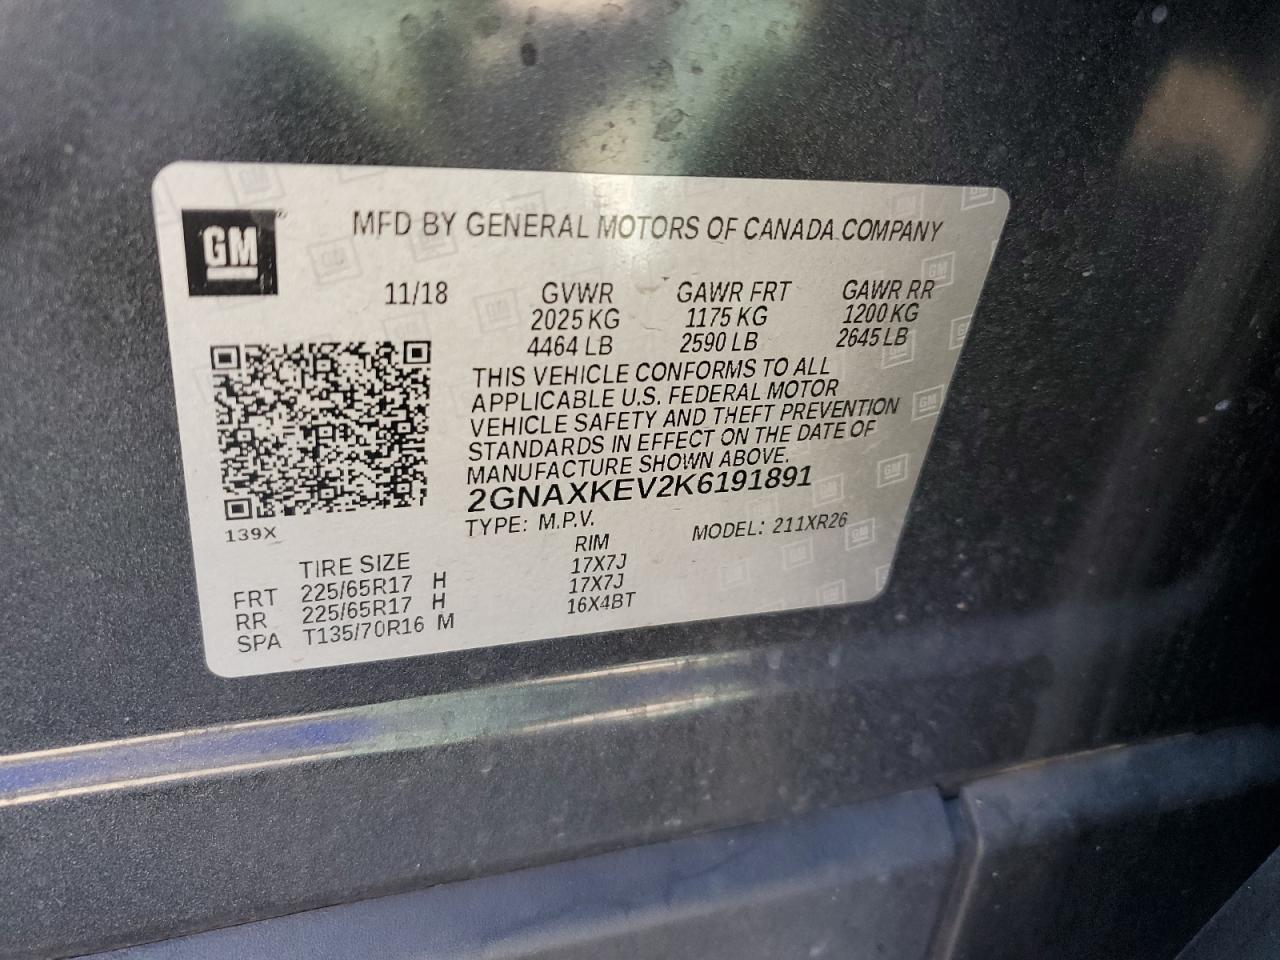 GM
MFD BY GENERAL MOTORS OF CANADA COMPANY
11/18 GVWR GAWR FRT GAWR RR
2025 KG 1175 KG 1200 KG
4464 LB 2590 LB 2645 LB
THIS VEHICLE CONFORMS TO ALL
APPLICABLE U.S. FEDERAL MOTOR
VEHICLE SAFETY AND THEFT PREVENTION
STANDARDS IN EFFECT ON THE DATE OF
MANUFACTURE SHOWN ABOVE.
2GNAXKEV2K6191891
139X
TYPE: M.P.V. MODEL: 211XR26
TIRE SIZE RIM
FRT 225/65R17 H 17X7J
RR 225/65R17 H 17X7J
SPA T135/70R16 M 16X4BT